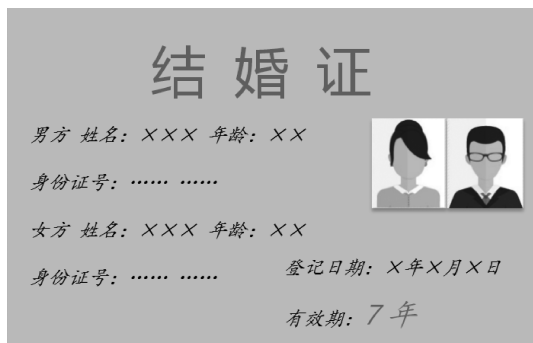 结婚证
男方 姓名：××× 年龄：××
身份证号：…… ……
女方 姓名：××× 年龄：××
身份证号：…… ……
登记日期：×年×月×日
有效期：7年